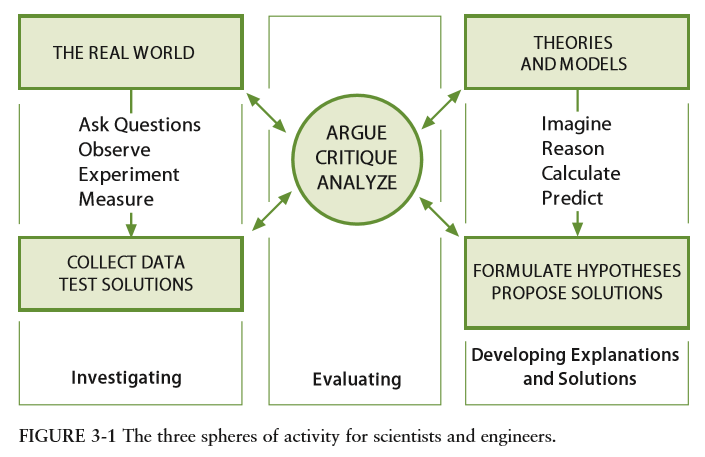 THE REAL WORLD
Ask Questions
Observe
Experiment
Measure
COLLECT DATA
TEST SOLUTIONS
Investigating
ARGUE
CRITIQUE
ANALYZE
Evaluating
THEORIES
AND MODELS
Imagine
Reason
Calculate
Predict
FORMULATE HYPOTHESES
PROPOSE SOLUTIONS
Developing Explanations
and Solutions
FIGURE 3-1 The three spheres of activity for scientists and engineers.